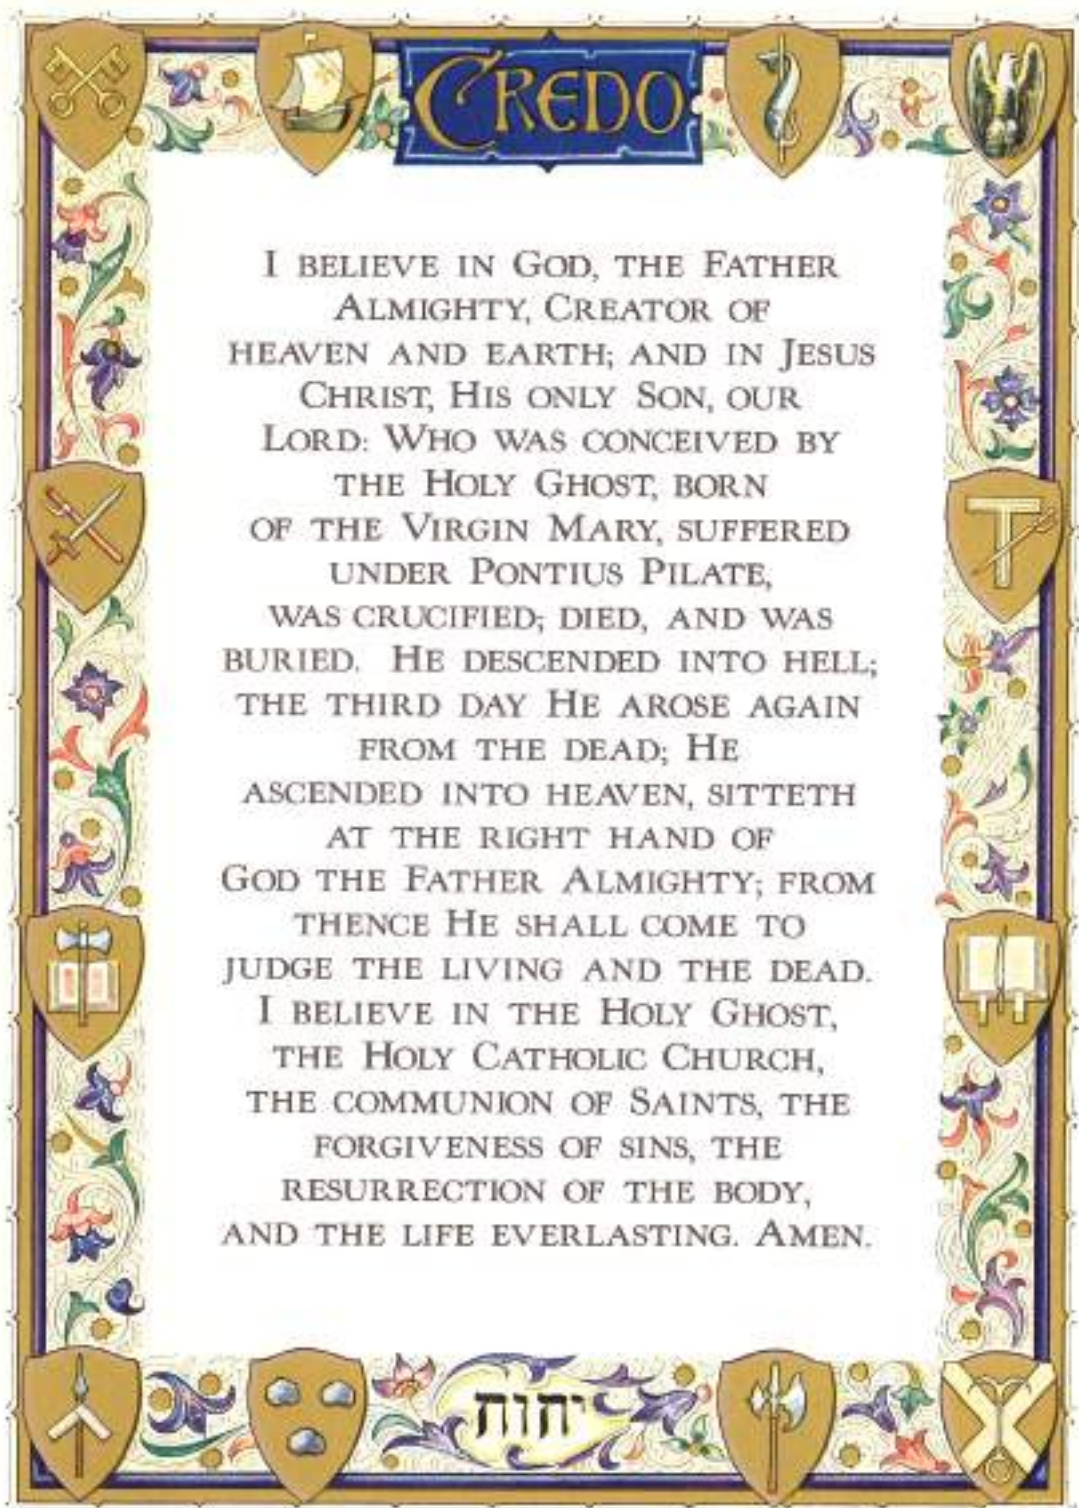 CREDO
I BELIEVE IN GOD, THE FATHER
ALMIGHTY, CREATOR OF
HEAVEN AND EARTH; AND IN JESUS
CHRIST, HIS ONLY SON, OUR
LORD: WHO WAS CONCEIVED BY
THE HOLY GHOST, BORN
OF THE VIRGIN MARY, SUFFERED
UNDER PONTIUS PILATE,
WAS CRUCIFIED; DIED, AND WAS
BURIED. HE DESCENDED INTO HELL;
THE THIRD DAY HE AROSE AGAIN
FROM THE DEAD; HE
ASCENDED INTO HEAVEN, SITTETH
AT THE RIGHT HAND OF
GOD THE FATHER ALMIGHTY; FROM
THENCE HE SHALL COME TO
JUDGE THE LIVING AND THE DEAD.
I BELIEVE IN THE HOLY GHOST,
THE HOLY CATHOLIC CHURCH,
THE COMMUNION OF SAINTS, THE
FORGIVENESS OF SINS, THE
RESURRECTION OF THE BODY,
AND THE LIFE EVERLASTING. AMEN.
יהות